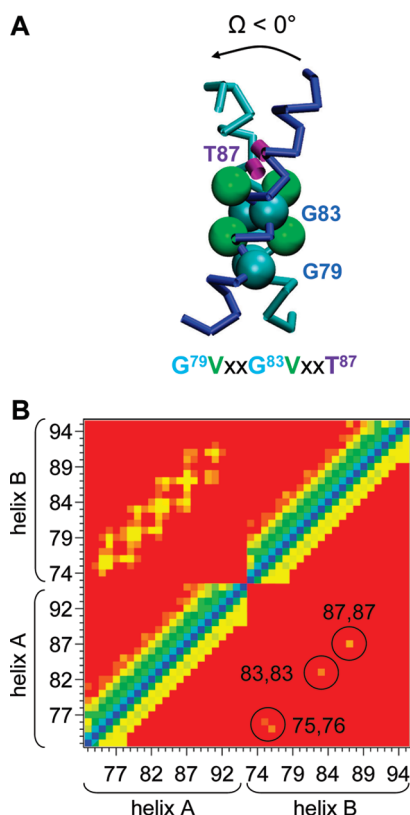 A
Ω < 0°
T87
G83
G79
G79VxxG83VxxT87
B
helix B
94
89
84
79
74
helix A
92
87
82
77
87,87
83,83
75,76
77 82 87 92 74 79 84 89 94
helix A helix B